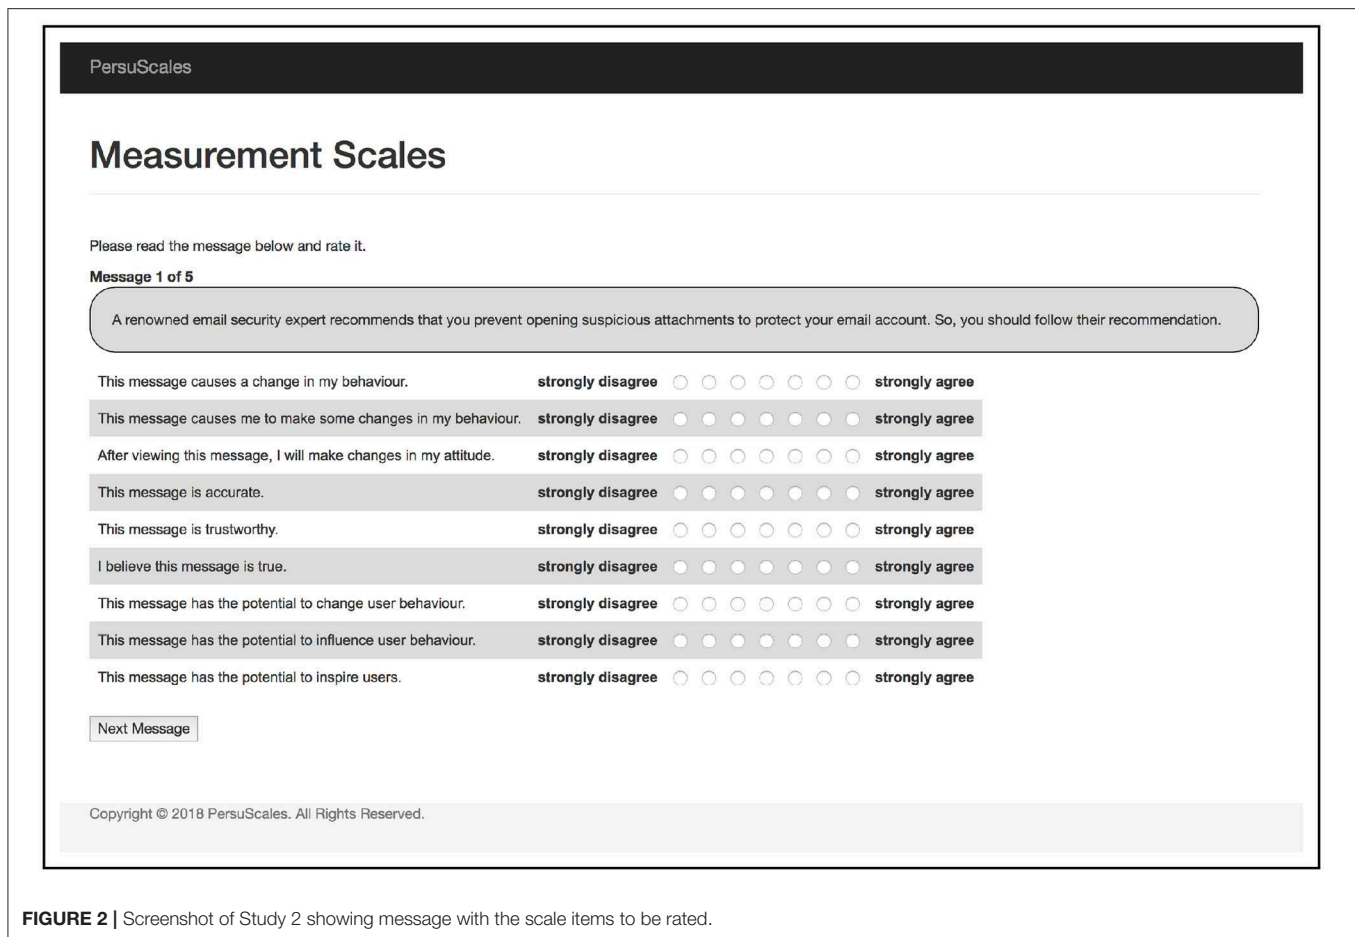 PersuScales
Measurement Scales
Please read the message below and rate it.
Message 1 of 5
A renowned email security expert recommends that you prevent opening suspicious attachments to protect your email account. So, you should follow their recommendation.
This message causes a change in my behaviour. strongly disagree strongly agree
This message causes me to make some changes in my behaviour. strongly disagree strongly agree
After viewing this message, I will make changes in my attitude. strongly disagree strongly agree
This message is accurate. strongly disagree strongly agree
This message is trustworthy. strongly disagree strongly agree
I believe this message is true. strongly disagree strongly agree
This message has the potential to change user behaviour. strongly disagree strongly agree
This message has the potential to influence user behaviour. strongly disagree strongly agree
This message has the potential to inspire users. strongly disagree strongly agree
Next Message
Copyright © 2018 PersuScales. All Rights Reserved.
FIGURE 2 | Screenshot of Study 2 showing message with the scale items to be rated.